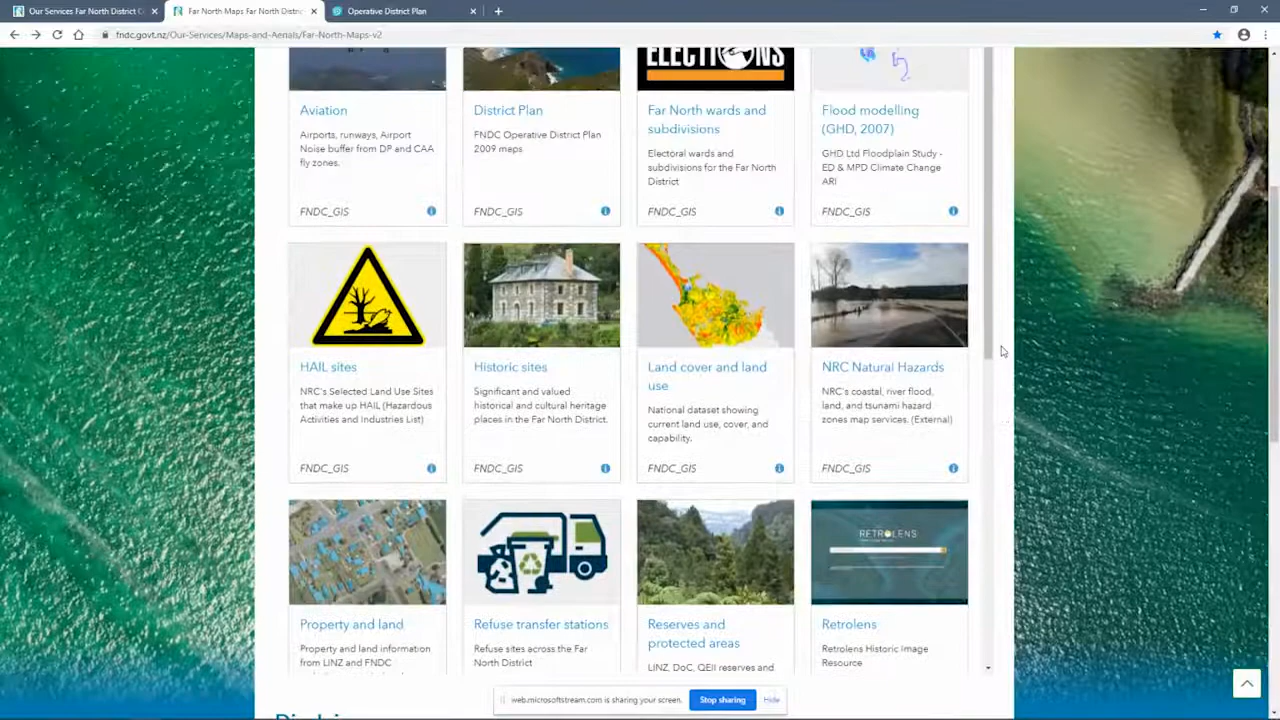 Our Services Far North District C
Far North Maps Far North Distric
Operative District Plan
fndc.govt.nz/Our-Services/Maps-and-Aerials/Far-North-Maps-v2
ELECTIONS
Aviation
Airports, runways, Airport
Noise buffer from DP and CAA
fly zones.
FNDC_GIS
District Plan
FNDC Operative District Plan
2009 maps
FNDC_GIS
Far North wards and
subdivisions
Electoral wards and
subdivisions for the Far North
District
FNDC_GIS
Flood modelling
(GHD, 2007)
GHD Ltd Floodplain Study -
ED & MPD Climate Change
ARI
FNDC_GIS
HAIL sites
NRC's Selected Land Use Sites
that make up HAIL (Hazardous
Activities and Industries List)
FNDC_GIS
Historic sites
Significant and valued
historical and cultural heritage
places in the Far North District.
FNDC_GIS
Land cover and land
use
National dataset showing
current land use, cover, and
capability.
FNDC_GIS
NRC Natural Hazards
NRC's coastal, river flood,
land, and tsunami hazard
zones map services. (External)
FNDC_GIS
Property and land
Property and land information
from LINZ and FNDC
Refuse transfer stations
Refuse sites across the Far
North District
Reserves and
protected areas
LINZ, DoC, QEII reserves and
RETROLENS
Retrolens
Retrolens Historic Image
Resource
web.microsoftstream.com is sharing your screen.
Stop sharing
Hide